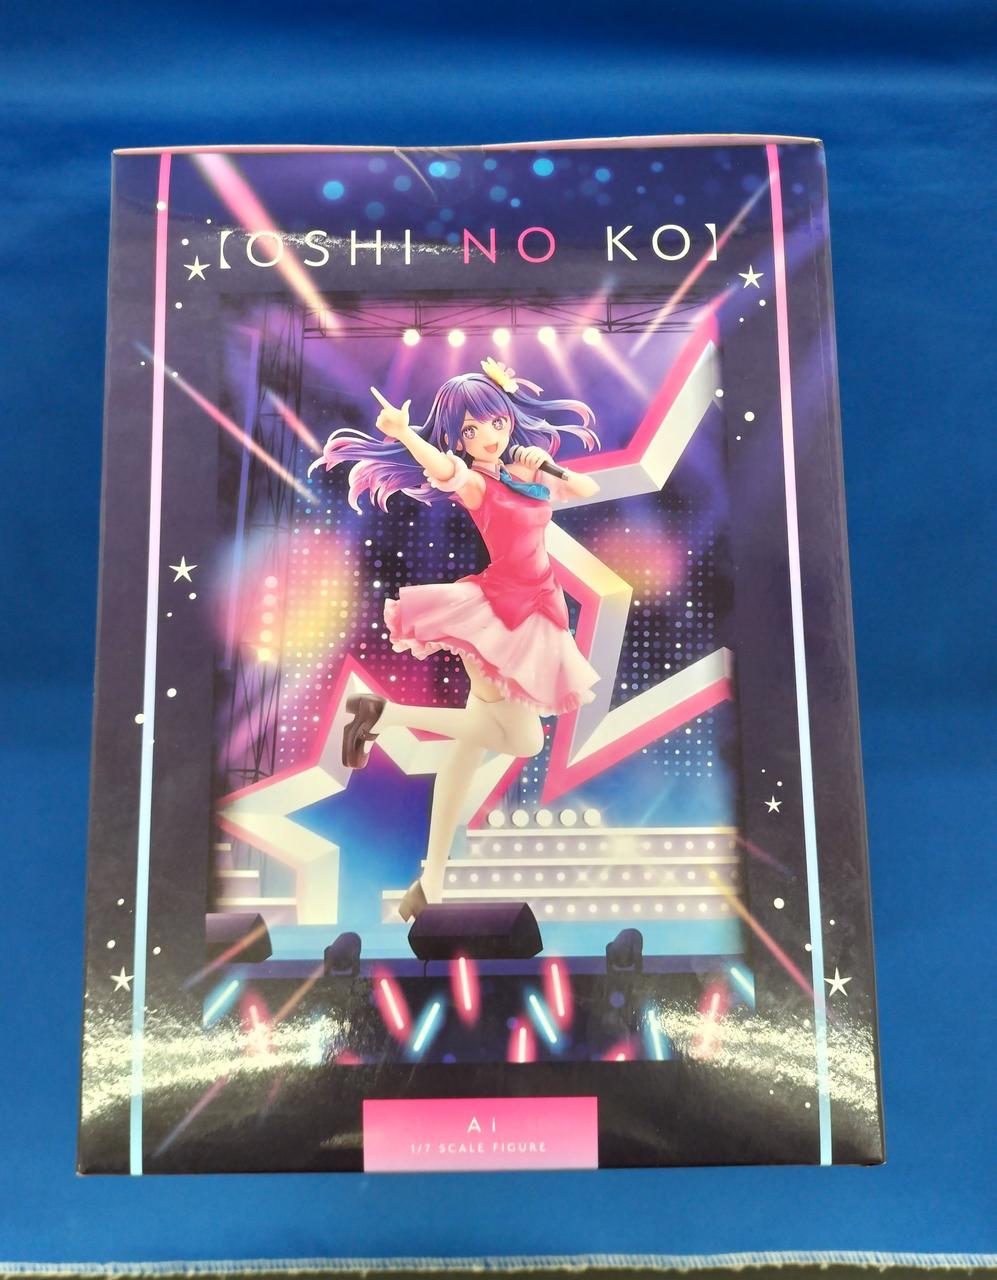 【OSHI NO KO】
Ai
1/7 SCALE FIGURE